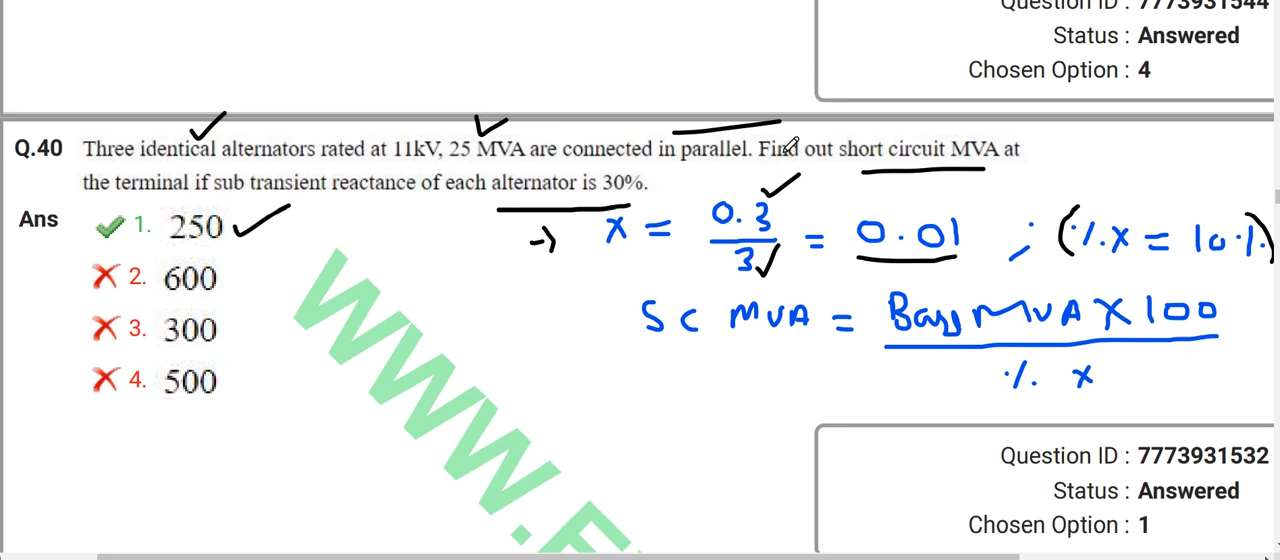 Question ID : 7773931544
Status : Answered
Chosen Option : 4
Q.40 Three identical alternators rated at 11kV, 25 MVA are connected in parallel. Find out short circuit MVA at
the terminal if sub transient reactance of each alternator is 30%.
Ans 1. 250
2. 600
3. 300
4. 500
→ x = 0.3/3 = 0.01 ; (%x = 10%)
SC MVA = Base MVA X 100
% x
WWW.F
Question ID : 7773931532
Status : Answered
Chosen Option : 1